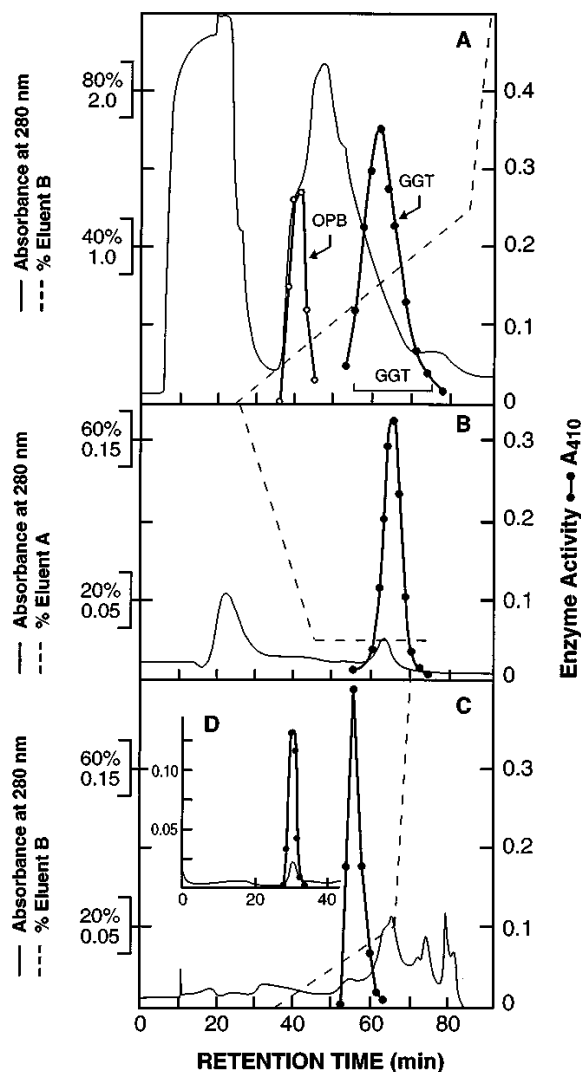 A
80%
2.0
40%
1.0
Absorbance at 280 nm
% Eluent B
OPB
GGT
GGT
0.4
0.3
0.2
0.1
0
B
60%
0.15
20%
0.05
Absorbance at 280 nm
% Eluent A
0.3
0.2
0.1
0
Enzyme Activity A410
C
60%
0.15
20%
0.05
Absorbance at 280 nm
% Eluent B
0.3
0.2
0.1
0
D
0.10
0.05
0 20 40
0 20 40 60 80
RETENTION TIME (min)